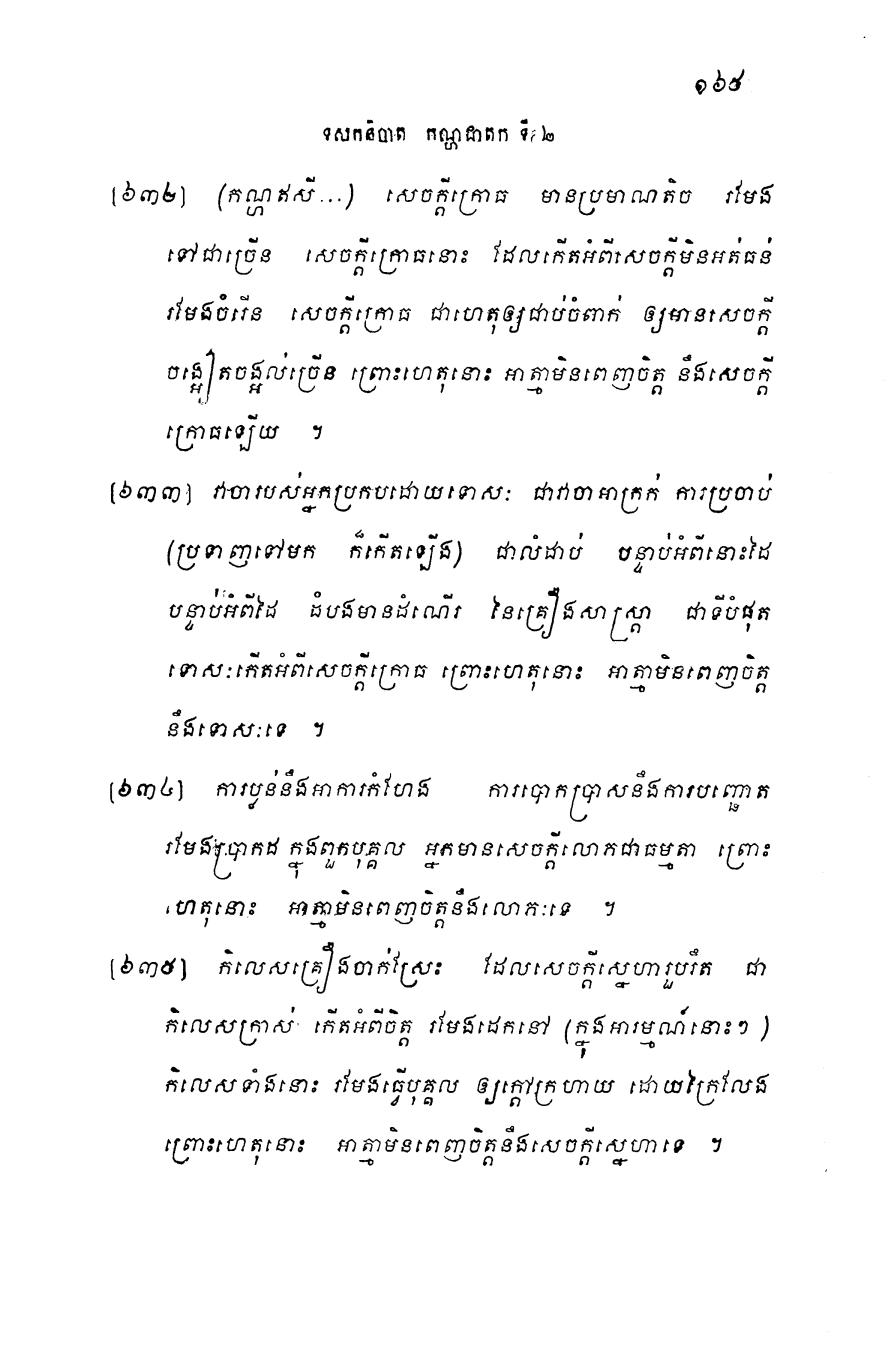 ១៦៥
ទសកនិបាត កណ្ហជាតក ទី ២
[៦៣២] (កណ្ហឥសី...) សេចក្ដីក្រោធ មានប្រមាណតិច រមែង
ទៅជាច្រើន សេចក្ដីក្រោធនោះ ដែលកើតអំពីសេចក្ដីមិនអត់ធន់
រមែងចំរើន សេចក្ដីក្រោធ ជាហេតុឲ្យជាប់ចំពាក់ ឲ្យមានសេចក្ដី
ចង្អៀតចង្អល់ច្រើន ព្រោះហេតុនោះ អាត្មាមិនពេញចិត្ត នឹងសេចក្ដី
ក្រោធឡើយ ។
[៦៣៣] វាចារបស់អ្នកប្រកបដោយទោសៈ ជាវាចាអាក្រក់ ការប្រចាប់
(ប្រទាញទៅមក ក៏កើតឡើង) ជាលំដាប់ បន្ទាប់អំពីនោះដៃ
បន្ទាប់អំពីដៃ ដំបងមានដំណើរ នៃគ្រឿងសាស្ត្រា ជាទីបំផុត
ទោសៈកើតអំពីសេចក្ដីក្រោធ ព្រោះហេតុនោះ អាត្មាមិនពេញចិត្ត
នឹងទោសៈទេ ។
[៦៣៤] ការប្លន់នឹងអាការកំហែង ការបោកប្រាសនឹងការបញ្ឆោត
រមែងប្រាកដ ក្នុងពួកបុគ្គល អ្នកមានសេចក្ដីលោភជាធម្មតា ព្រោះ
ហេតុនោះ អាត្មាមិនពេញចិត្តនឹងលោភៈទេ ។
[៦៣៥] កិលេសគ្រឿងចាក់ស្រែះ ដែលសេចក្ដីស្នេហារួបរឹត ជា
កិលេសក្រាស់ កើតអំពីចិត្ត រមែងដេកនៅ (ក្នុងអារម្មណ៍នោះៗ)
កិលេសទាំងនោះ រមែងធ្វើបុគ្គល ឲ្យក្ដៅក្រហាយ ដោយក្រៃលែង
ព្រោះហេតុនោះ អាត្មាមិនពេញចិត្តនឹងសេចក្ដីស្នេហាទេ ។